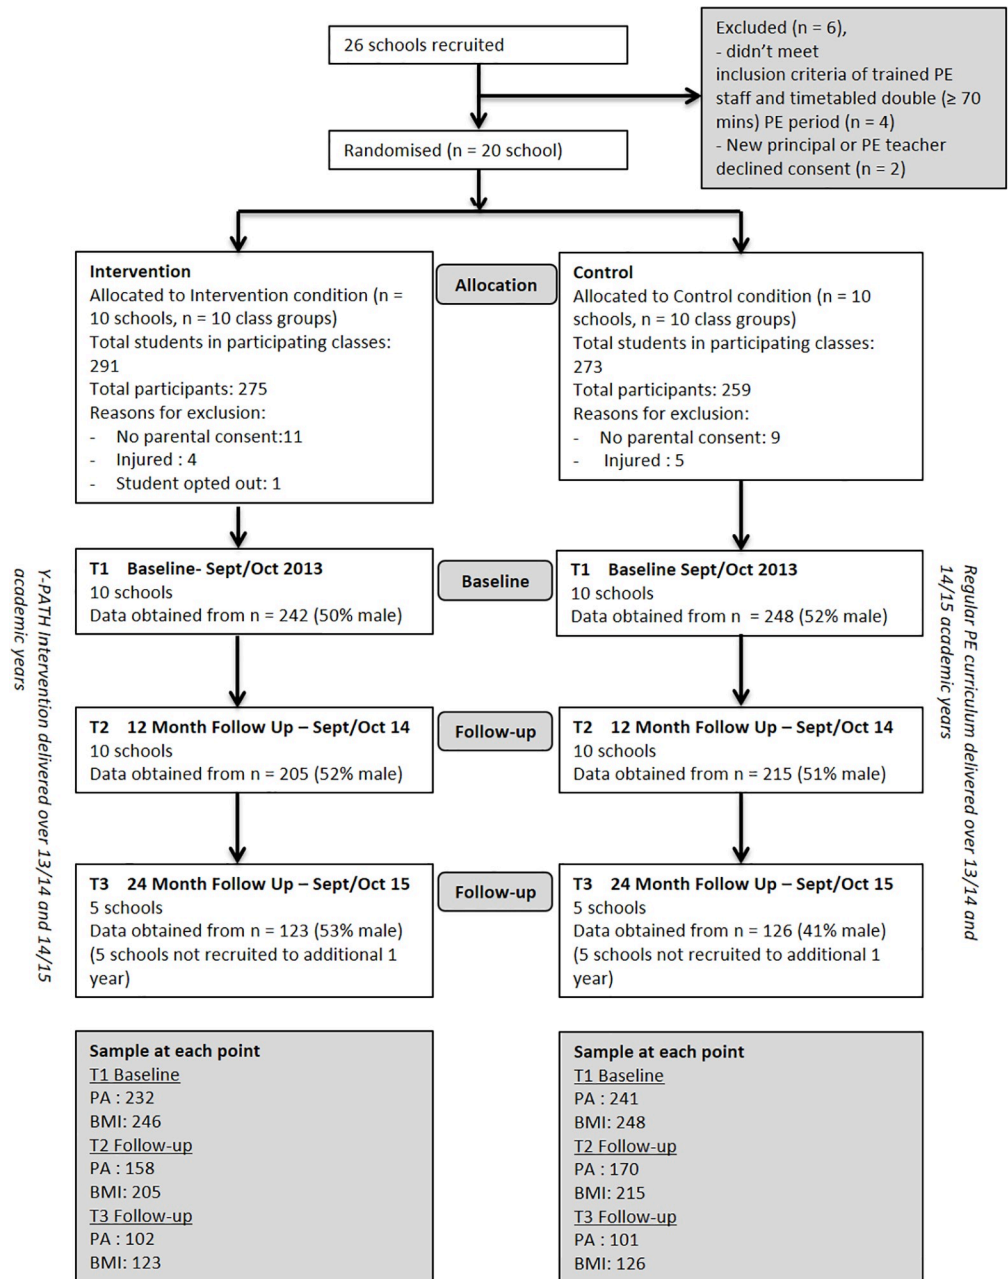 26 schools recruited
Excluded (n = 6),
- didn't meet
inclusion criteria of trained PE
staff and timetabled double (≥ 70
mins) PE period (n = 4)
- New principal or PE teacher
declined consent (n = 2)
Randomised (n = 20 school)
Intervention
Allocated to Intervention condition (n =
10 schools, n = 10 class groups)
Total students in participating classes:
291
Total participants: 275
Reasons for exclusion:
- No parental consent:11
- Injured : 4
- Student opted out: 1
Allocation
Control
Allocated to Control condition (n = 10
schools, n = 10 class groups)
Total students in participating classes:
273
Total participants: 259
Reasons for exclusion:
- No parental consent: 9
- Injured : 5
Y-PATH Intervention delivered over 13/14 and 14/15
academic years
T1 Baseline- Sept/Oct 2013
10 schools
Data obtained from n = 242 (50% male)
Baseline
T1 Baseline Sept/Oct 2013
10 schools
Data obtained from n = 248 (52% male)
Regular PE curriculum delivered over 13/14 and
14/15 academic years
T2 12 Month Follow Up – Sept/Oct 14
10 schools
Data obtained from n = 205 (52% male)
Follow-up
T2 12 Month Follow Up – Sept/Oct 14
10 schools
Data obtained from n = 215 (51% male)
T3 24 Month Follow Up – Sept/Oct 15
5 schools
Data obtained from n = 123 (53% male)
(5 schools not recruited to additional 1
year)
Follow-up
T3 24 Month Follow Up – Sept/Oct 15
5 schools
Data obtained from n = 126 (41% male)
(5 schools not recruited to additional 1
year)
Sample at each point
T1 Baseline
PA : 232
BMI: 246
T2 Follow-up
PA : 158
BMI: 205
T3 Follow-up
PA : 102
BMI: 123
Sample at each point
T1 Baseline
PA : 241
BMI: 248
T2 Follow-up
PA : 170
BMI: 215
T3 Follow-up
PA : 101
BMI: 126